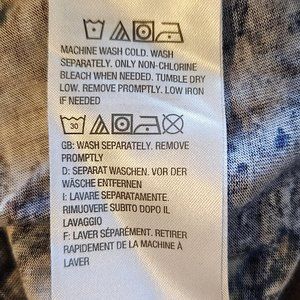 MACHINE WASH COLD. WASH
SEPARATELY. ONLY NON-CHLORINE
BLEACH WHEN NEEDED. TUMBLE DRY
LOW. REMOVE PROMPTLY. LOW IRON
IF NEEDED
30
GB: WASH SEPARATELY. REMOVE
PROMPTLY
D: SEPARAT WASCHEN. VOR DER
WÄSCHE ENTFERNEN
I: LAVARE SEPARATAMENTE.
RIMUOVERE SUBITO DOPO IL
LAVAGGIO
F: LAVER SÉPARÉMENT. RETIRER
RAPIDEMENT DE LA MACHINE À
LAVER